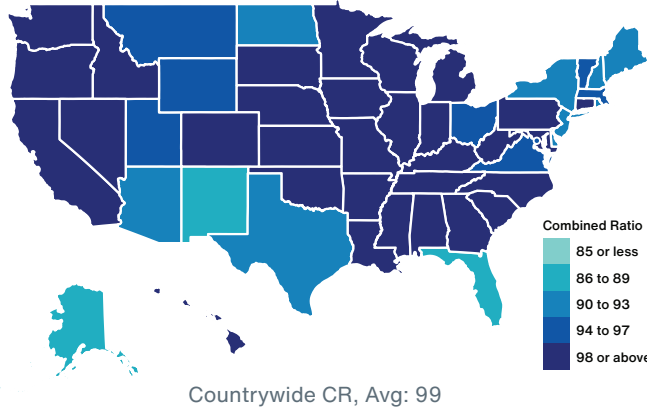 Combined Ratio
85 or less
86 to 89
90 to 93
94 to 97
98 or above
Countrywide CR, Avg: 99